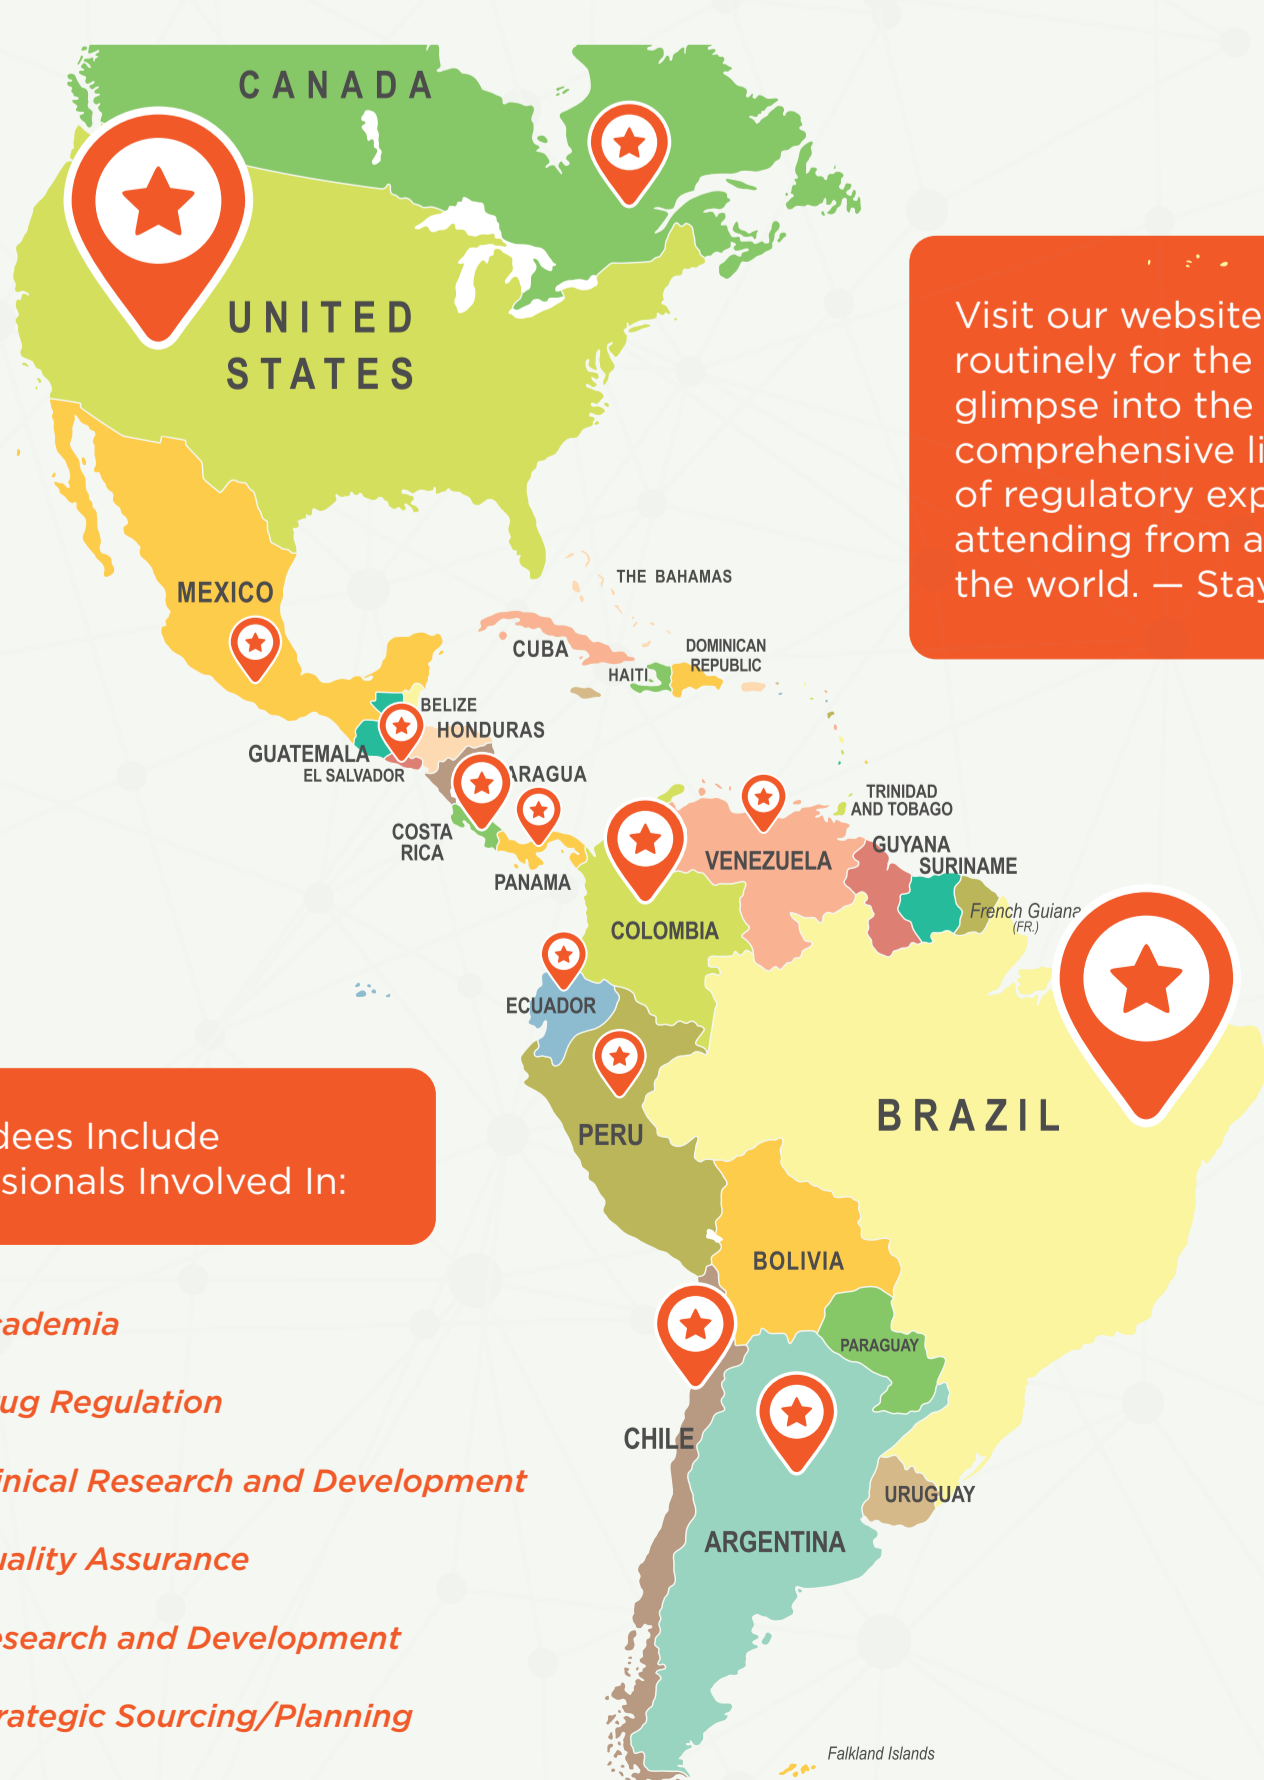 CANADA
UNITED
STATES
Visit our website
routinely for the
glimpse into the
comprehensive li
of regulatory exp
attending from a
the world. — Stay
MEXICO
THE BAHAMAS
CUBA
DOMINICAN
REPUBLIC
HAITI
BELIZE
HONDURAS
GUATEMALA
EL SALVADOR
ARAGUA
COSTA
RICA
PANAMA
TRINIDAD
AND TOBAGO
VENEZUELA
GUYANA
SURINAME
French Guiana
(FR.)
COLOMBIA
ECUADOR
PERU
BRAZIL
dees Include
sionals Involved In:
BOLIVIA
PARAGUAY
CHILE
URUGUAY
ARGENTINA
cademia
ug Regulation
inical Research and Development
uality Assurance
esearch and Development
rategic Sourcing/Planning
Falkland Islands